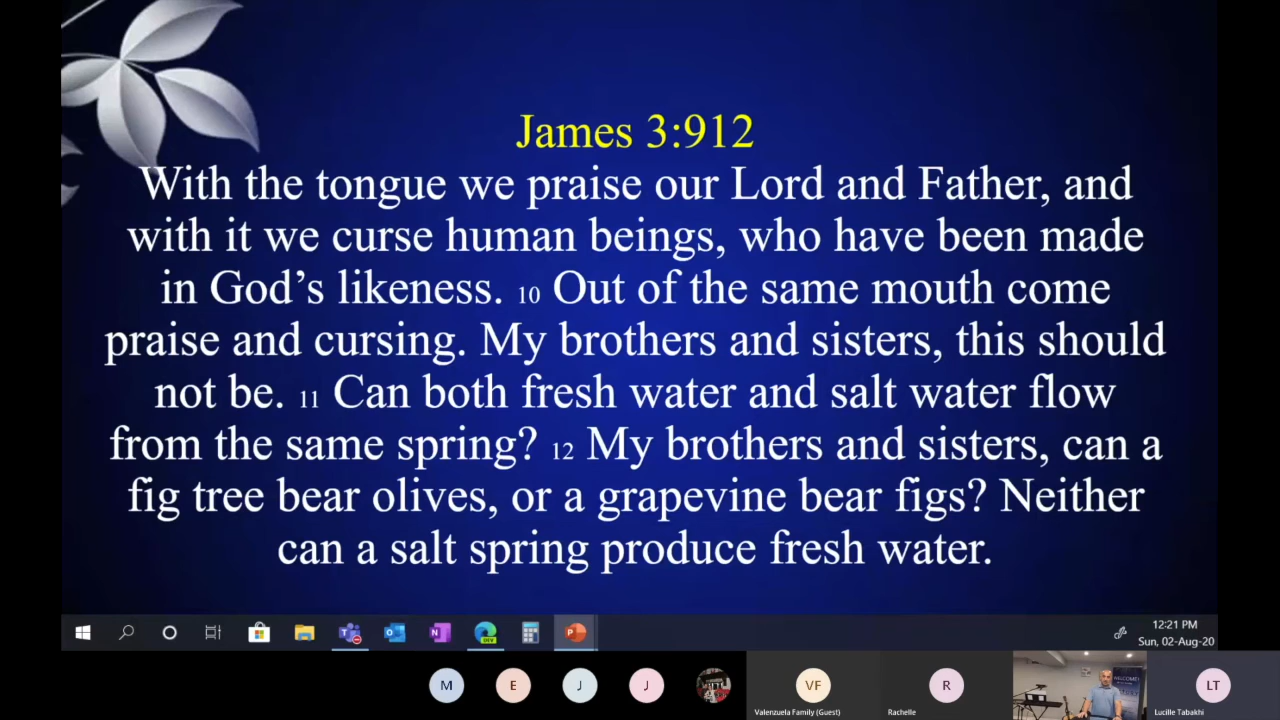 James 3:912
With the tongue we praise our Lord and Father, and
with it we curse human beings, who have been made
in God’s likeness. 10 Out of the same mouth come
praise and cursing. My brothers and sisters, this should
not be. 11 Can both fresh water and salt water flow
from the same spring? 12 My brothers and sisters, can a
fig tree bear olives, or a grapevine bear figs? Neither
can a salt spring produce fresh water.
12:21 PM
Sun, 02-Aug-20
M
E
J
J
VF
Valenzuela Family (Guest)
R
Rachelle
WELCOME!
LT
Lucille Tabakhi